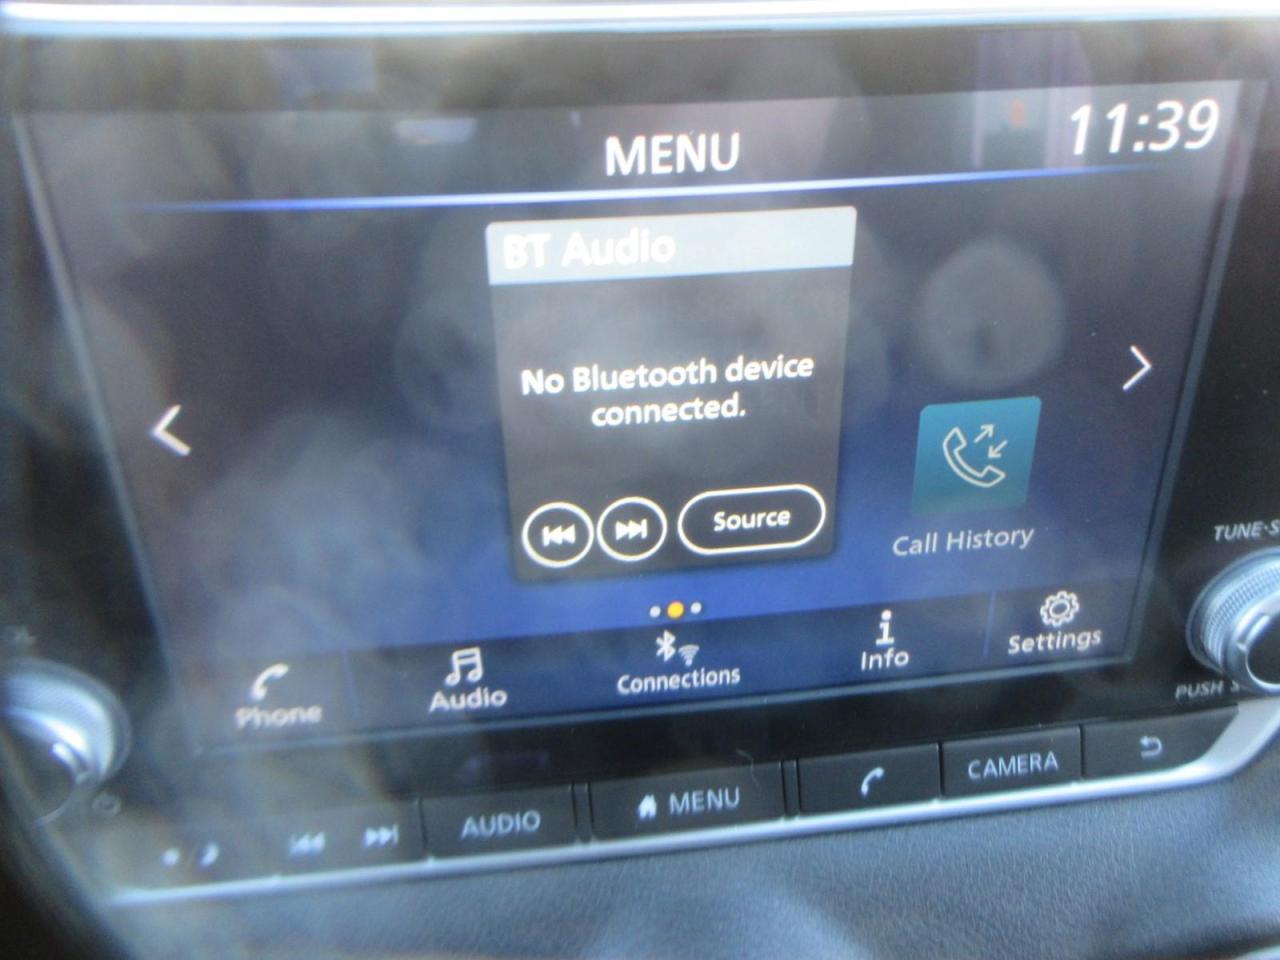 MENU
11:39
BT Audio
No Bluetooth device
connected.
Source
Call History
Phone
Audio
Connections
Info
Settings
TUNE·S
PUSH S
AUDIO
MENU
CAMERA